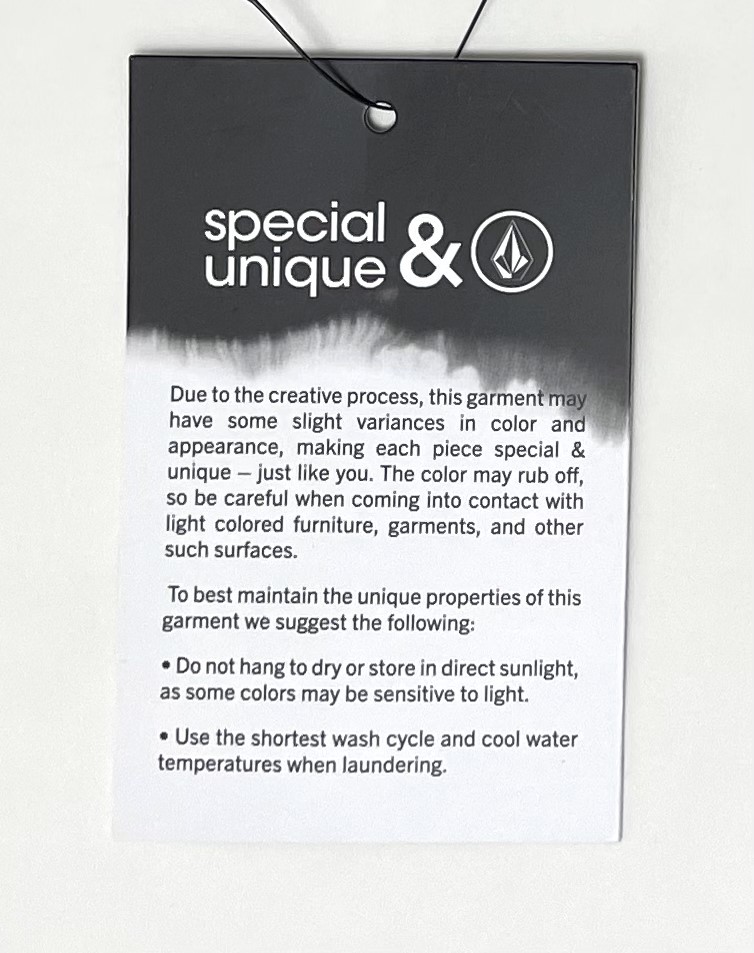 special
unique &
Due to the creative process, this garment may
have some slight variances in color and
appearance, making each piece special &
unique – just like you. The color may rub off,
so be careful when coming into contact with
light colored furniture, garments, and other
such surfaces.
To best maintain the unique properties of this
garment we suggest the following:
• Do not hang to dry or store in direct sunlight,
as some colors may be sensitive to light.
• Use the shortest wash cycle and cool water
temperatures when laundering.